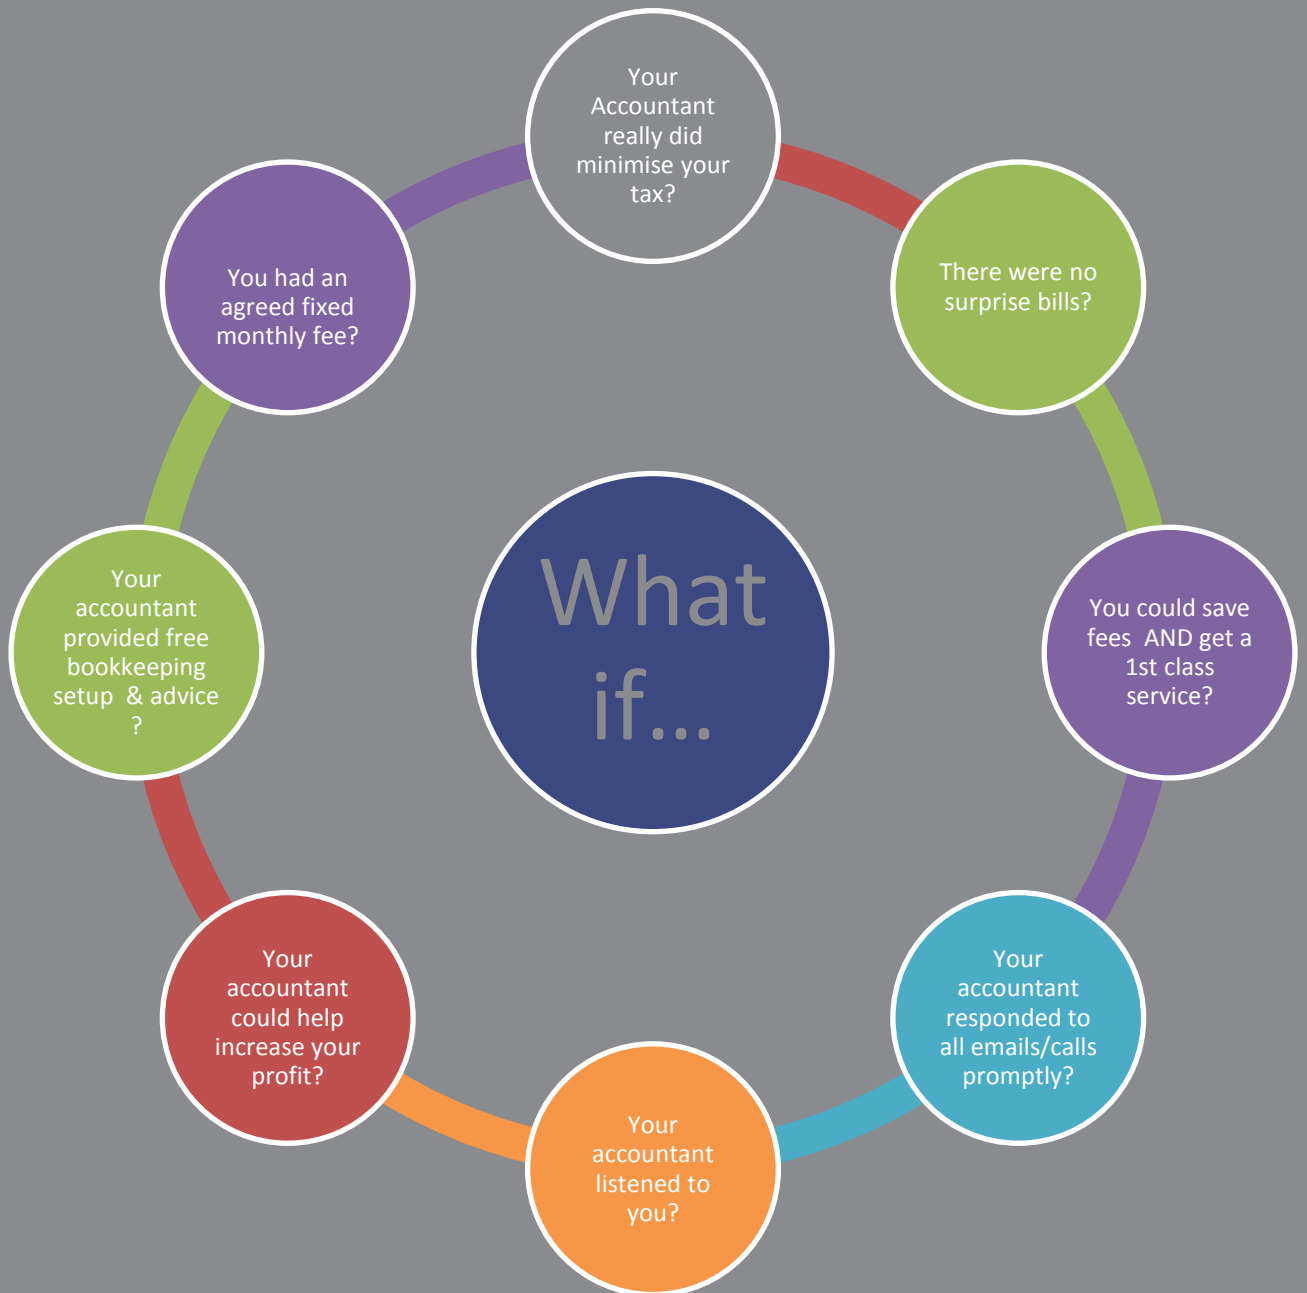 What
if...
Your
Accountant
really did
minimise your
tax?
There were no
surprise bills?
You could save
fees  AND get a
1st class
service?
Your
accountant
responded to
all emails/calls
promptly?
Your
accountant
listened to
you?
Your
accountant
could help
increase your
profit?
Your
accountant
provided free
bookkeeping
setup  & advice
?
You had an
agreed fixed
monthly fee?